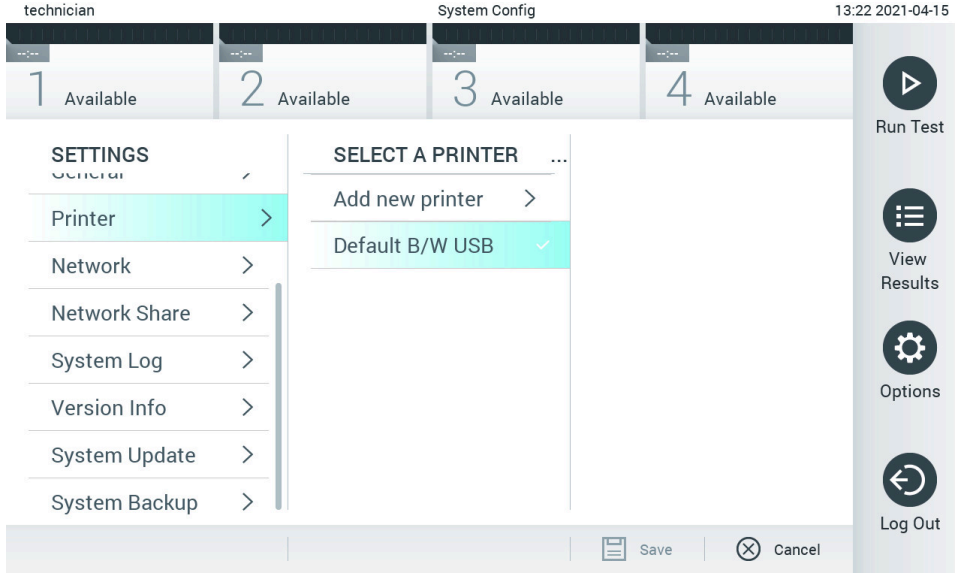 technician
System Config
13:22 2021-04-15
--:--
--:--
--:--
--:--
1 Available
2 Available
3 Available
4 Available
Run Test
SETTINGS
General
Printer
Network
Network Share
System Log
Version Info
System Update
System Backup
SELECT A PRINTER ...
Add new printer
Default B/W USB
View
Results
Options
Log Out
Save
Cancel